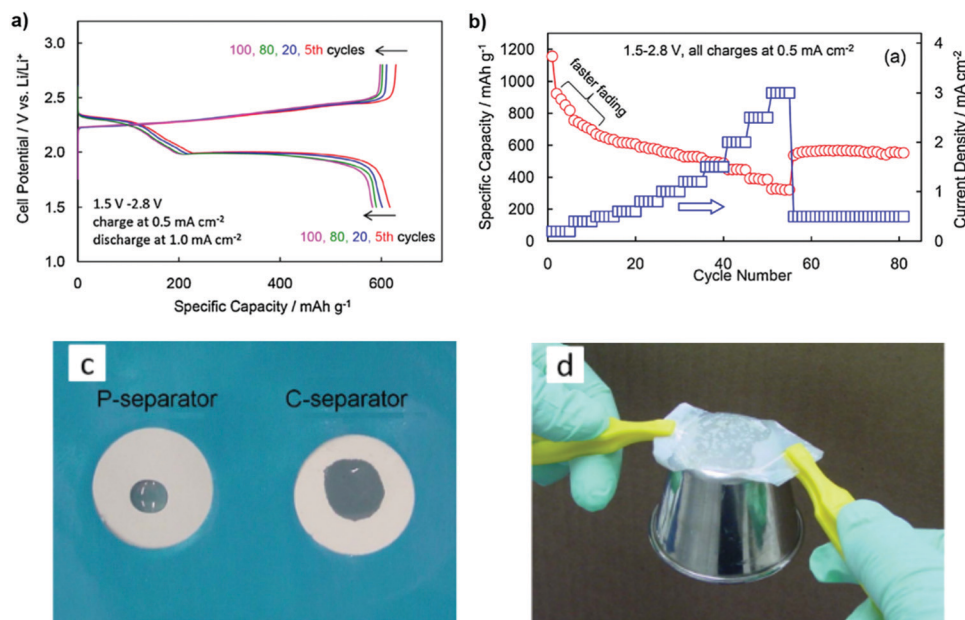 a)
Cell Potential / V vs. Li/Li⁺
3.0
2.5
2.0
1.5
1.0
100, 80, 20, 5th cycles
1.5 V -2.8 V
charge at 0.5 mA cm⁻²
discharge at 1.0 mA cm⁻²
100, 80, 20, 5th cycles
0 200 400 600
Specific Capacity / mAh g⁻¹
b)
Specific Capacity / mAh g⁻¹
1200
1000
800
600
400
200
0
1.5-2.8 V, all charges at 0.5 mA cm⁻²
(a)
faster fading
4
3
2
1
0
Current Density / mA cm⁻²
0 20 40 60 80
Cycle Number
c
P-separator C-separator
d